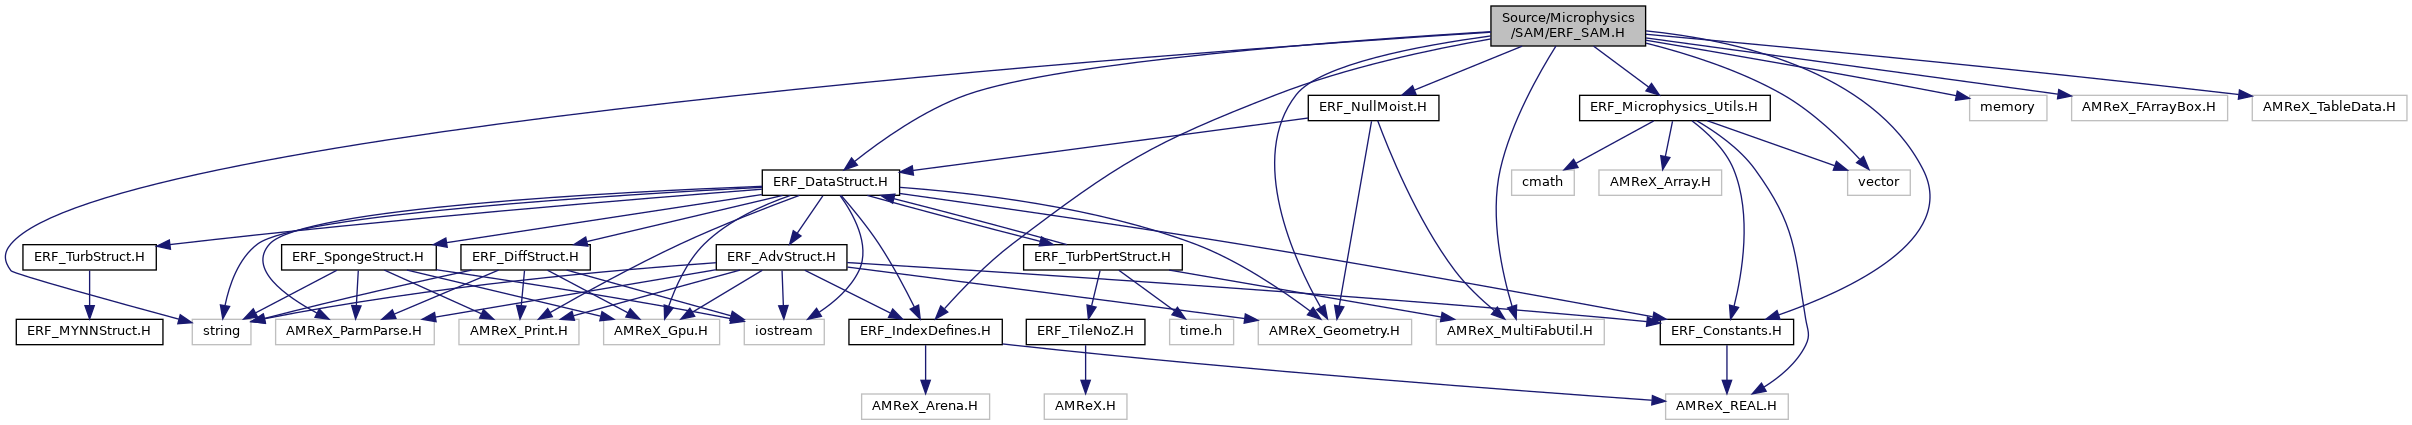 Source/Microphysics
/SAM/ERF_SAM.H
ERF_NullMoist.H
ERF_Microphysics_Utils.H
memory
AMReX_FArrayBox.H
AMReX_TableData.H
ERF_DataStruct.H
cmath
AMReX_Array.H
vector
ERF_TurbStruct.H
ERF_SpongeStruct.H
ERF_DiffStruct.H
ERF_AdvStruct.H
ERF_TurbPertStruct.H
ERF_MYNNStruct.H
string
AMReX_ParmParse.H
AMReX_Print.H
AMReX_Gpu.H
iostream
ERF_IndexDefines.H
ERF_TileNoZ.H
time.h
AMReX_Geometry.H
AMReX_MultiFabUtil.H
ERF_Constants.H
AMReX_Arena.H
AMReX.H
AMReX_REAL.H